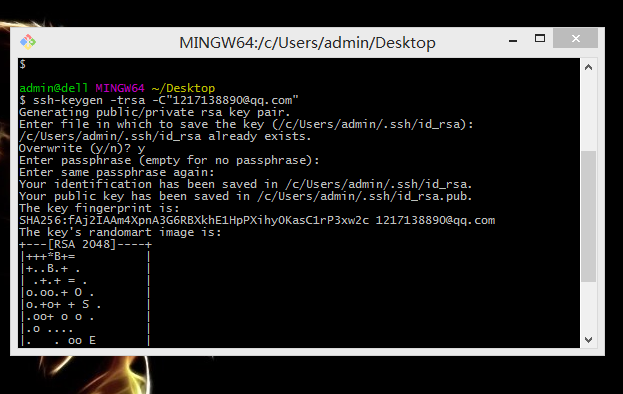 MINGW64:/c/Users/admin/Desktop
$
admin@dell MINGW64 ~/Desktop
$ ssh-keygen -trsa -C"1217138890@qq.com"
Generating public/private rsa key pair.
Enter file in which to save the key (/c/Users/admin/.ssh/id_rsa):
/c/Users/admin/.ssh/id_rsa already exists.
Overwrite (y/n)? y
Enter passphrase (empty for no passphrase):
Enter same passphrase again:
Your identification has been saved in /c/Users/admin/.ssh/id_rsa.
Your public key has been saved in /c/Users/admin/.ssh/id_rsa.pub.
The key fingerprint is:
SHA256:fAj2IAAm4XpnA3G6RBXkhE1HpPXihyOKasC1rP3xw2c 1217138890@qq.com
The key's randomart image is:
+---[RSA 2048]----+
|+++*B+=          |
|+..B.+ .         |
| .+.+ = .        |
|o.oo.+ O .       |
|o.+o+ + S .      |
|.oo+ o o .       |
|.o ....          |
|.   . oo E       |